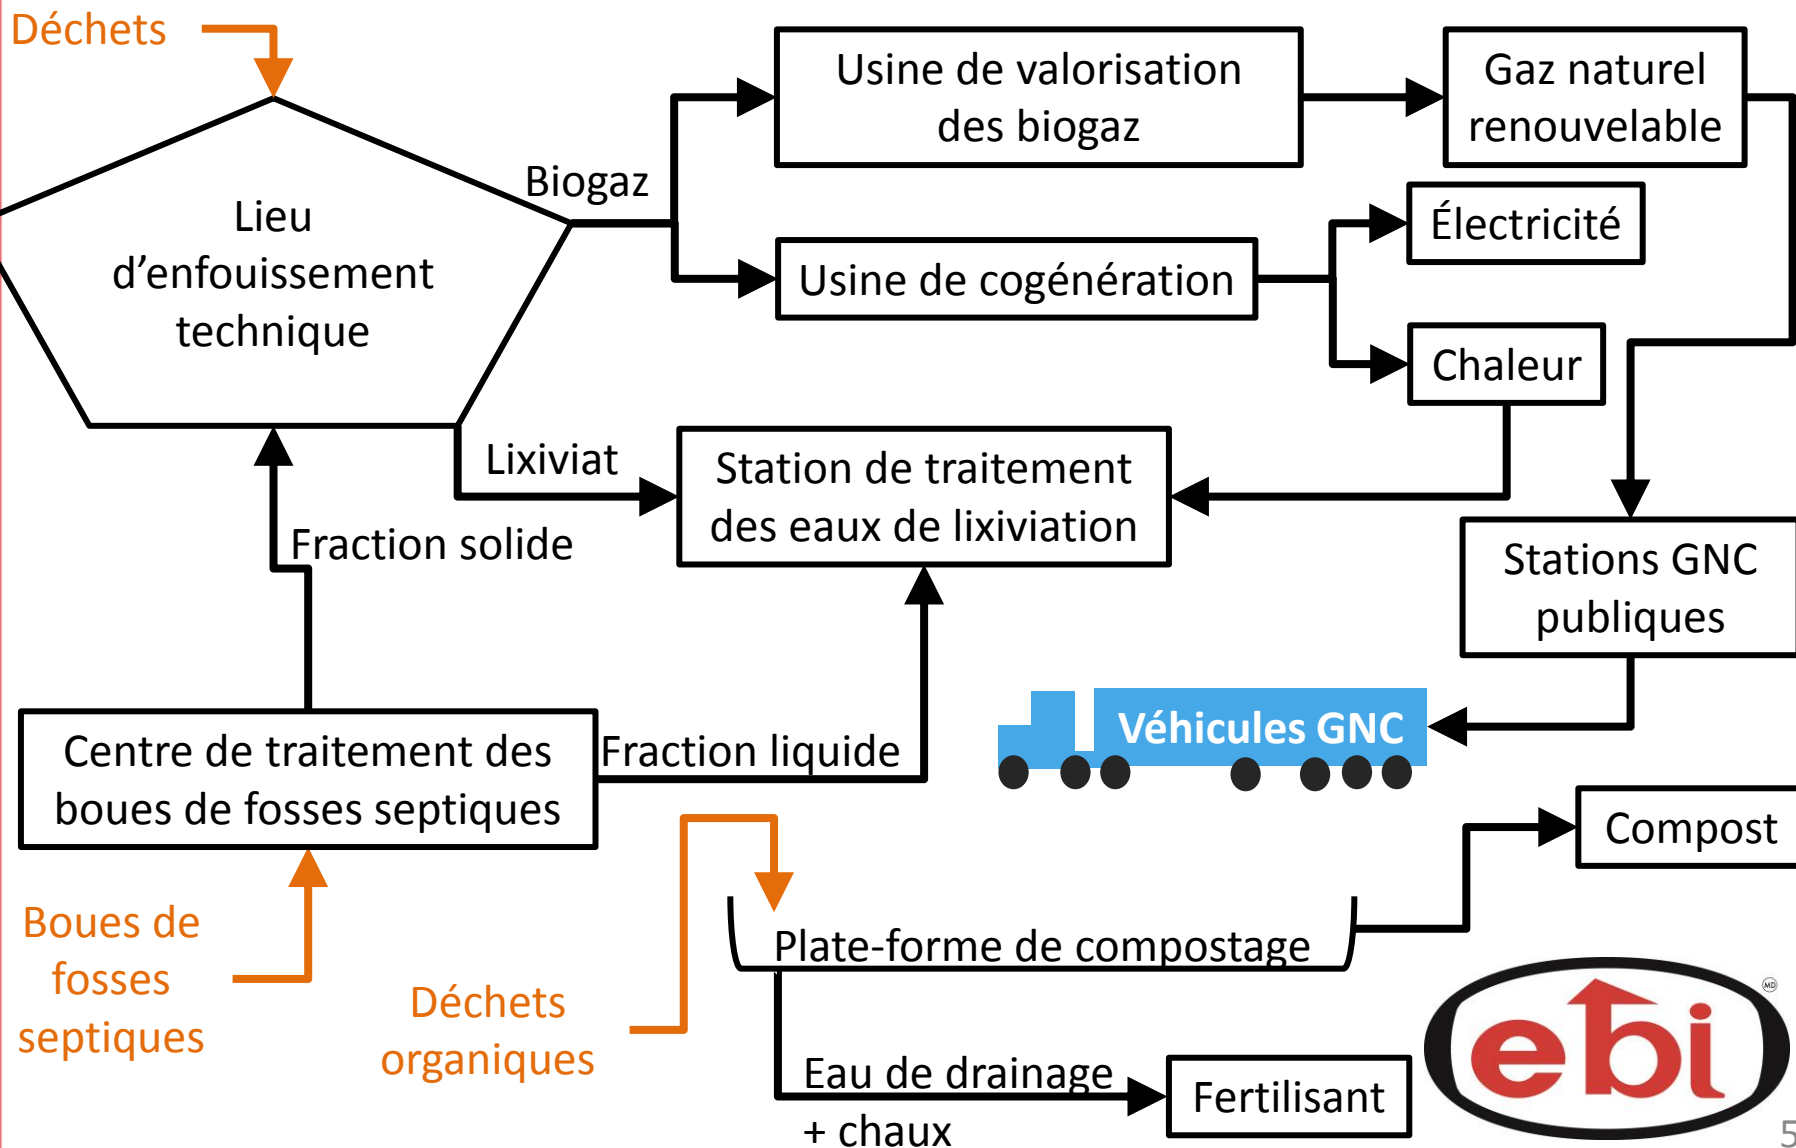 Déchets
Usine de valorisation
des biogaz
Gaz naturel
renouvelable
Biogaz
Lieu
d’enfouissement
technique
Électricité
Usine de cogénération
Chaleur
Lixiviat
Station de traitement
des eaux de lixiviation
Fraction solide
Stations GNC
publiques
Véhicules GNC
Centre de traitement des
boues de fosses septiques
Fraction liquide
Compost
Boues de
fosses
septiques
Plate-forme de compostage
Déchets
organiques
MD
ebi
Eau de drainage
+ chaux
Fertilisant
5